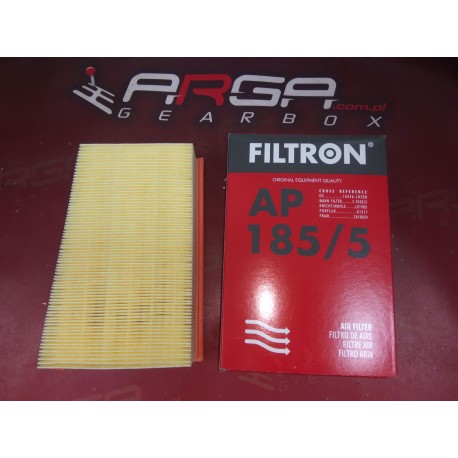 ARGA.com.pl
GEARBOX
FILTRON®
ORIGINAL EQUIPMENT QUALITY
AP
185/5
CROSS REFERENCE
AIR FILTER
FILTRO DE AIRE
FILTRE AIR
FILTRO ARIA